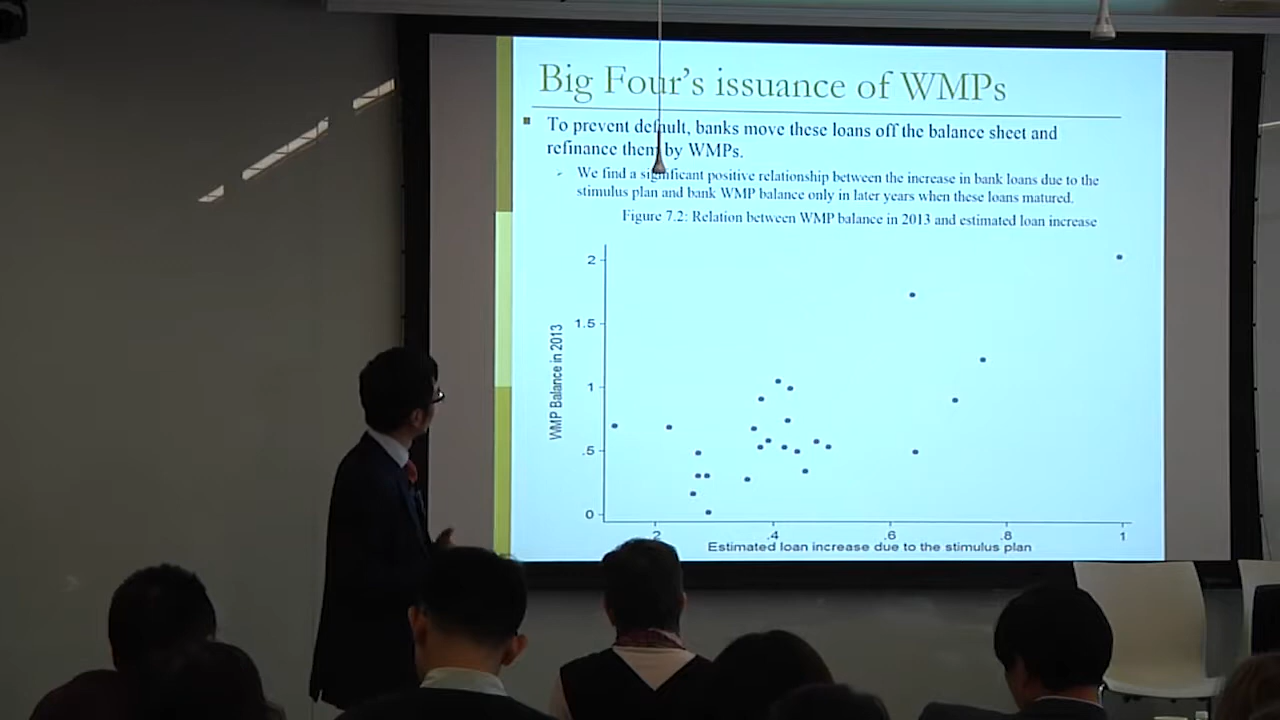 Big Four's issuance of WMPs
To prevent default, banks move these loans off the balance sheet and
refinance them by WMPs.
We find a significant positive relationship between the increase in bank loans due to the
stimulus plan and bank WMP balance only in later years when these loans matured.
Figure 7.2: Relation between WMP balance in 2013 and estimated loan increase
2
1.5
1
.5
0
WMP Balance in 2013
.2
.4
.6
.8
1
Estimated loan increase due to the stimulus plan